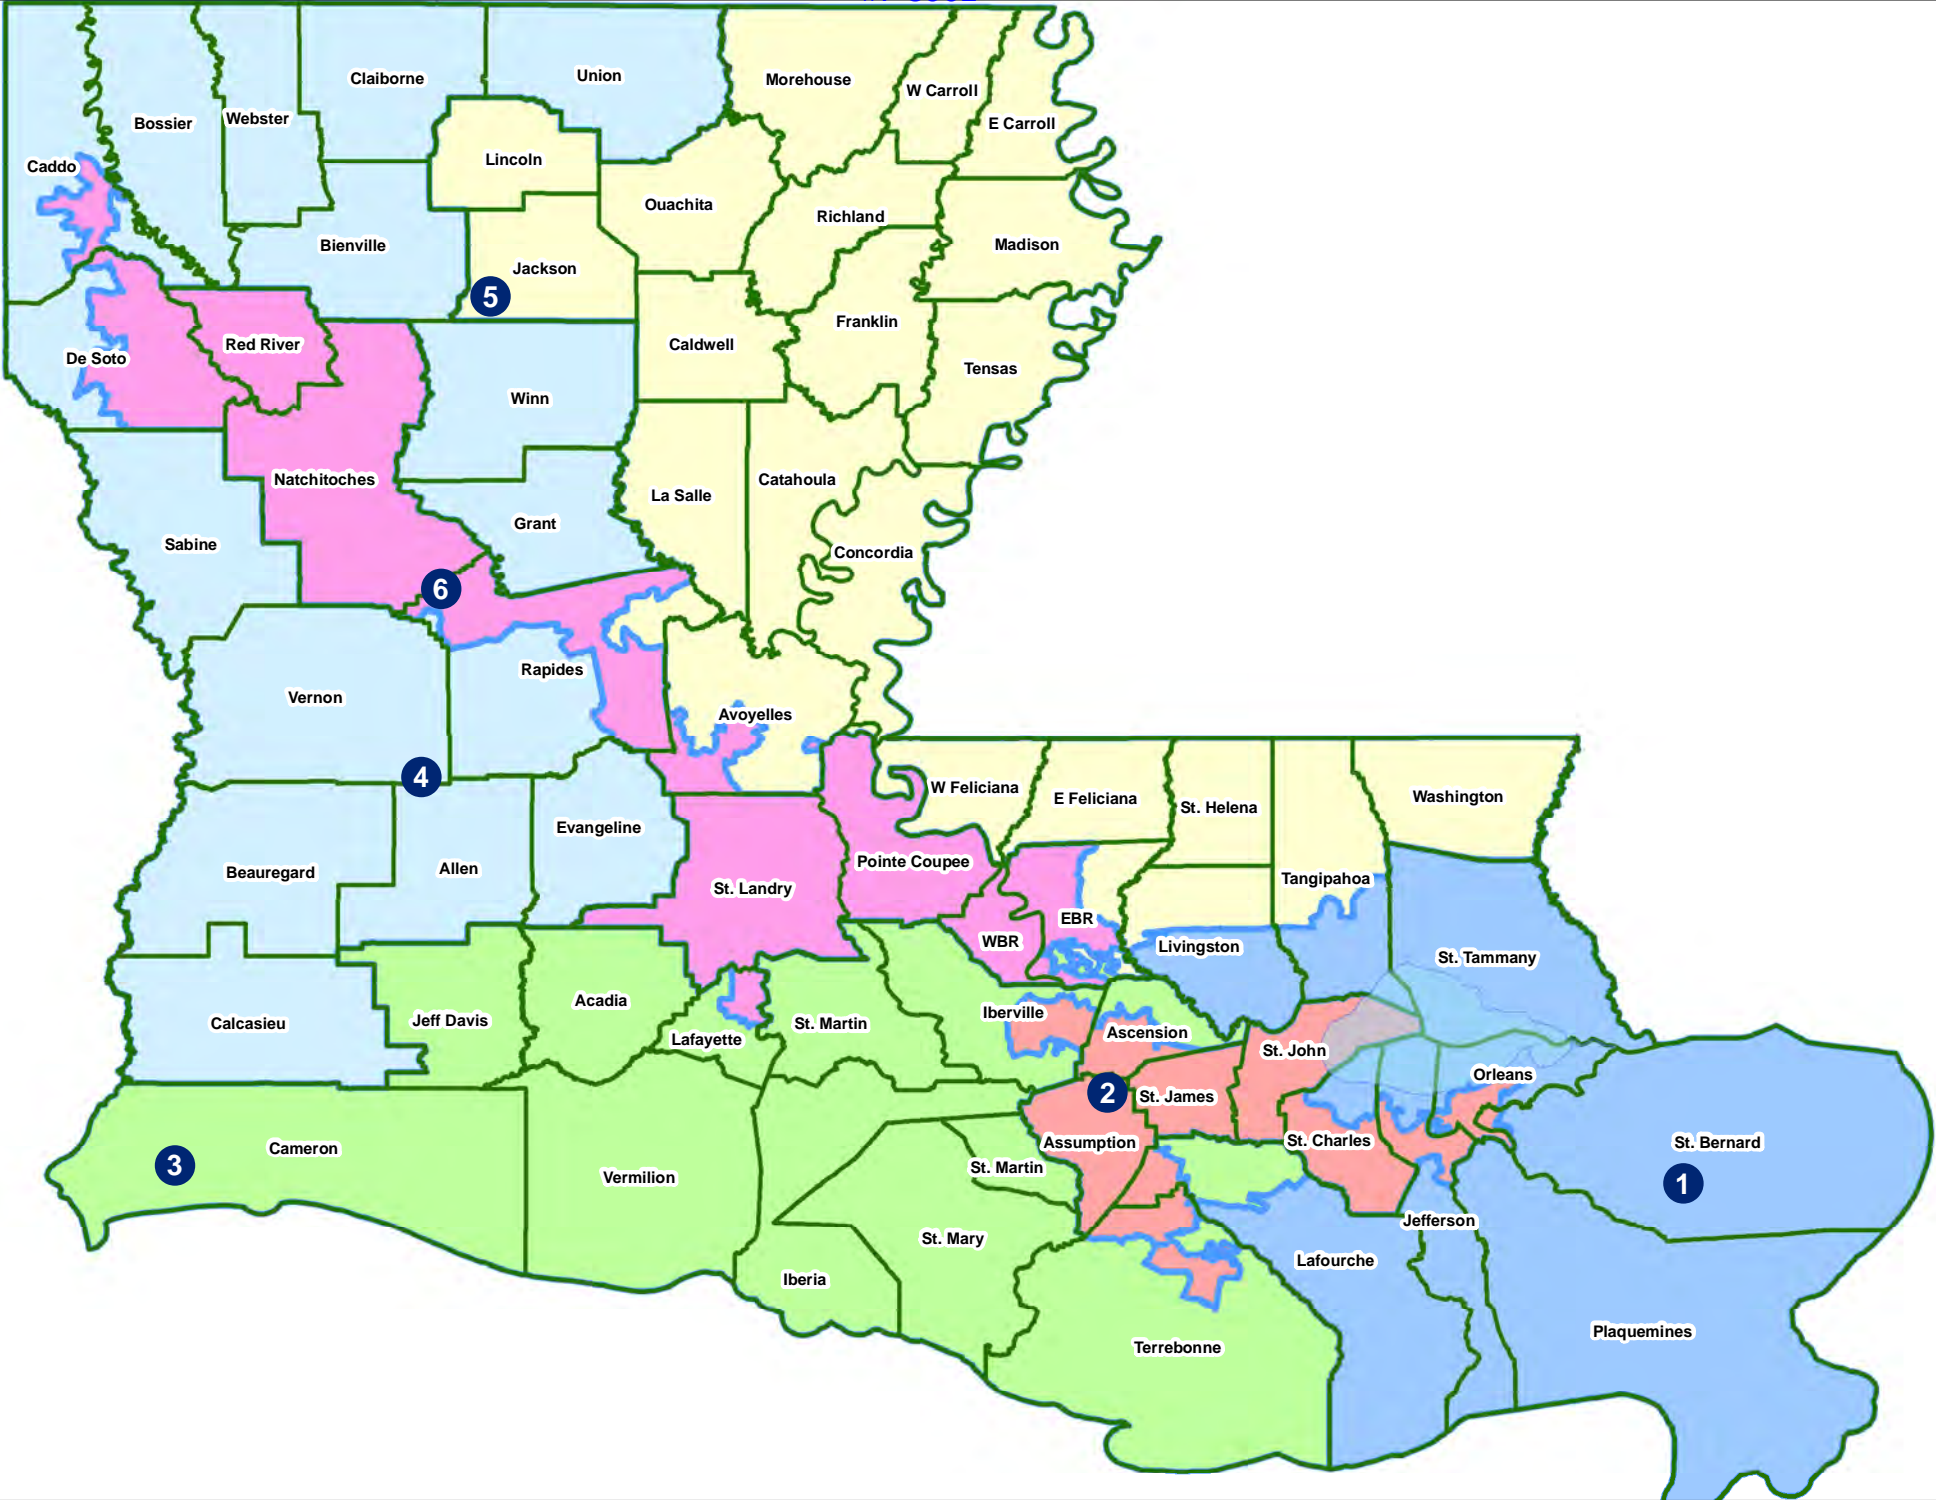 Claiborne
Union
Morehouse
W Carroll
E Carroll
Bossier
Webster
Caddo
Lincoln
Ouachita
Richland
Madison
Bienville
Jackson
5
Franklin
Red River
Caldwell
De Soto
Tensas
Winn
Natchitoches
La Salle
Catahoula
Grant
Sabine
Concordia
6
Rapides
Vernon
Avoyelles
4
W Feliciana
E Feliciana
St. Helena
Washington
Evangeline
Beauregard
Allen
St. Landry
Pointe Coupee
Tangipahoa
EBR
WBR
Livingston
St. Tammany
Acadia
Iberville
Calcasieu
Jeff Davis
St. Martin
Ascension
Lafayette
St. John
Orleans
2
St. James
Assumption
St. Charles
St. Bernard
Cameron
3
Vermilion
St. Martin
1
Jefferson
St. Mary
Lafourche
Iberia
Terrebonne
Plaquemines